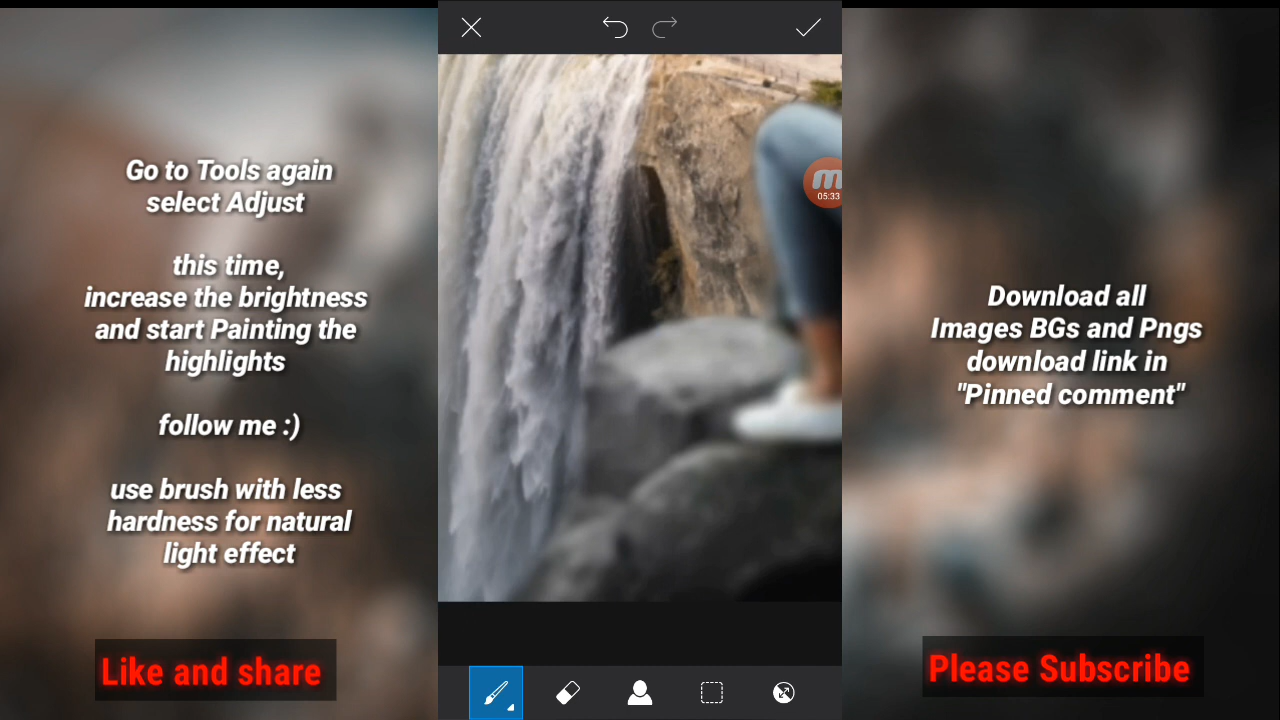 Go to Tools again
select Adjust
this time,
increase the brightness
and start Painting the
highlights
follow me :)
use brush with less
hardness for natural
light effect
Like and share
m
05:33
Download all
Images BGs and Pngs
download link in
"Pinned comment"
Please Subscribe